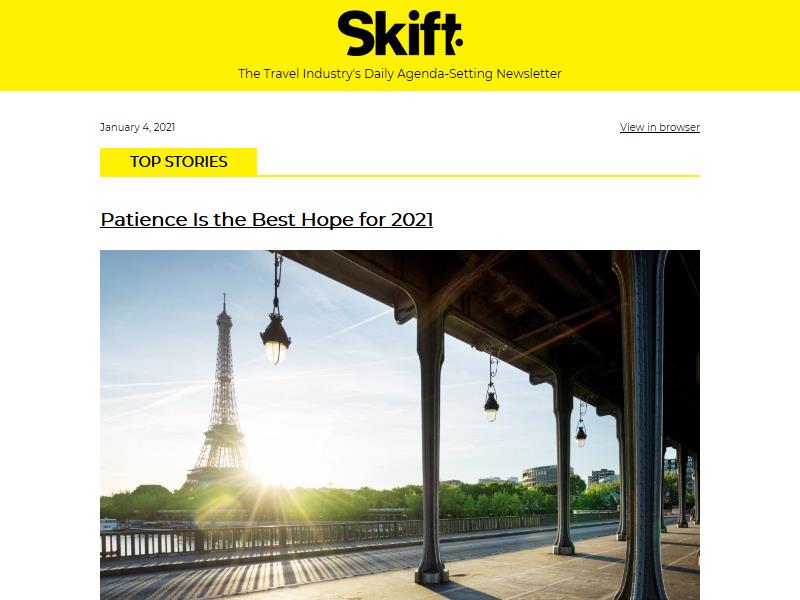 Skift
The Travel Industry's Daily Agenda-Setting Newsletter
January 4, 2021
View in browser
TOP STORIES
Patience Is the Best Hope for 2021